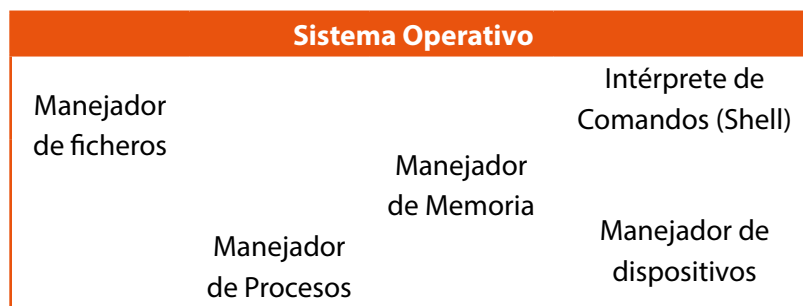 Sistema Operativo
Manejador
de ficheros
Intérprete de
Comandos (Shell)
Manejador
de Memoria
Manejador
de Procesos
Manejador de
dispositivos